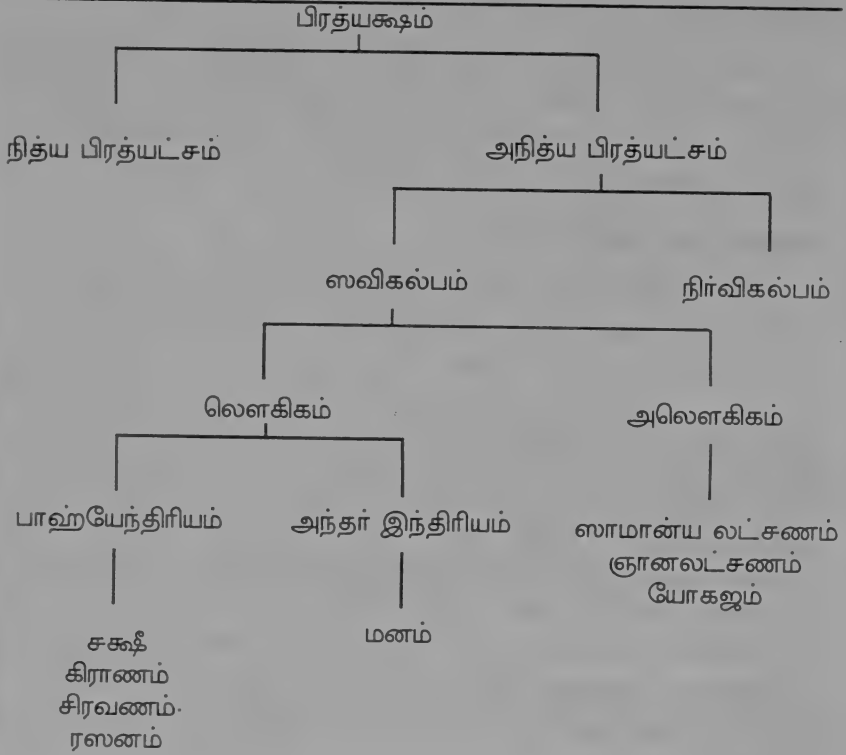 பிரத்யக்ஷம்
நித்ய பிரத்யட்சம்
அநித்ய பிரத்யட்சம்
ஸவிகல்பம்
நிர்விகல்பம்
லௌகிகம்
அலௌகிகம்
பாஹ்யேந்திரியம்
அந்தர் இந்திரியம்
ஸாமான்ய லட்சணம்
ஞானலட்சணம்
யோகஜம்
சக்ஷீ
கிராணம்
சிரவணம்.
ரஸனம்
மனம்